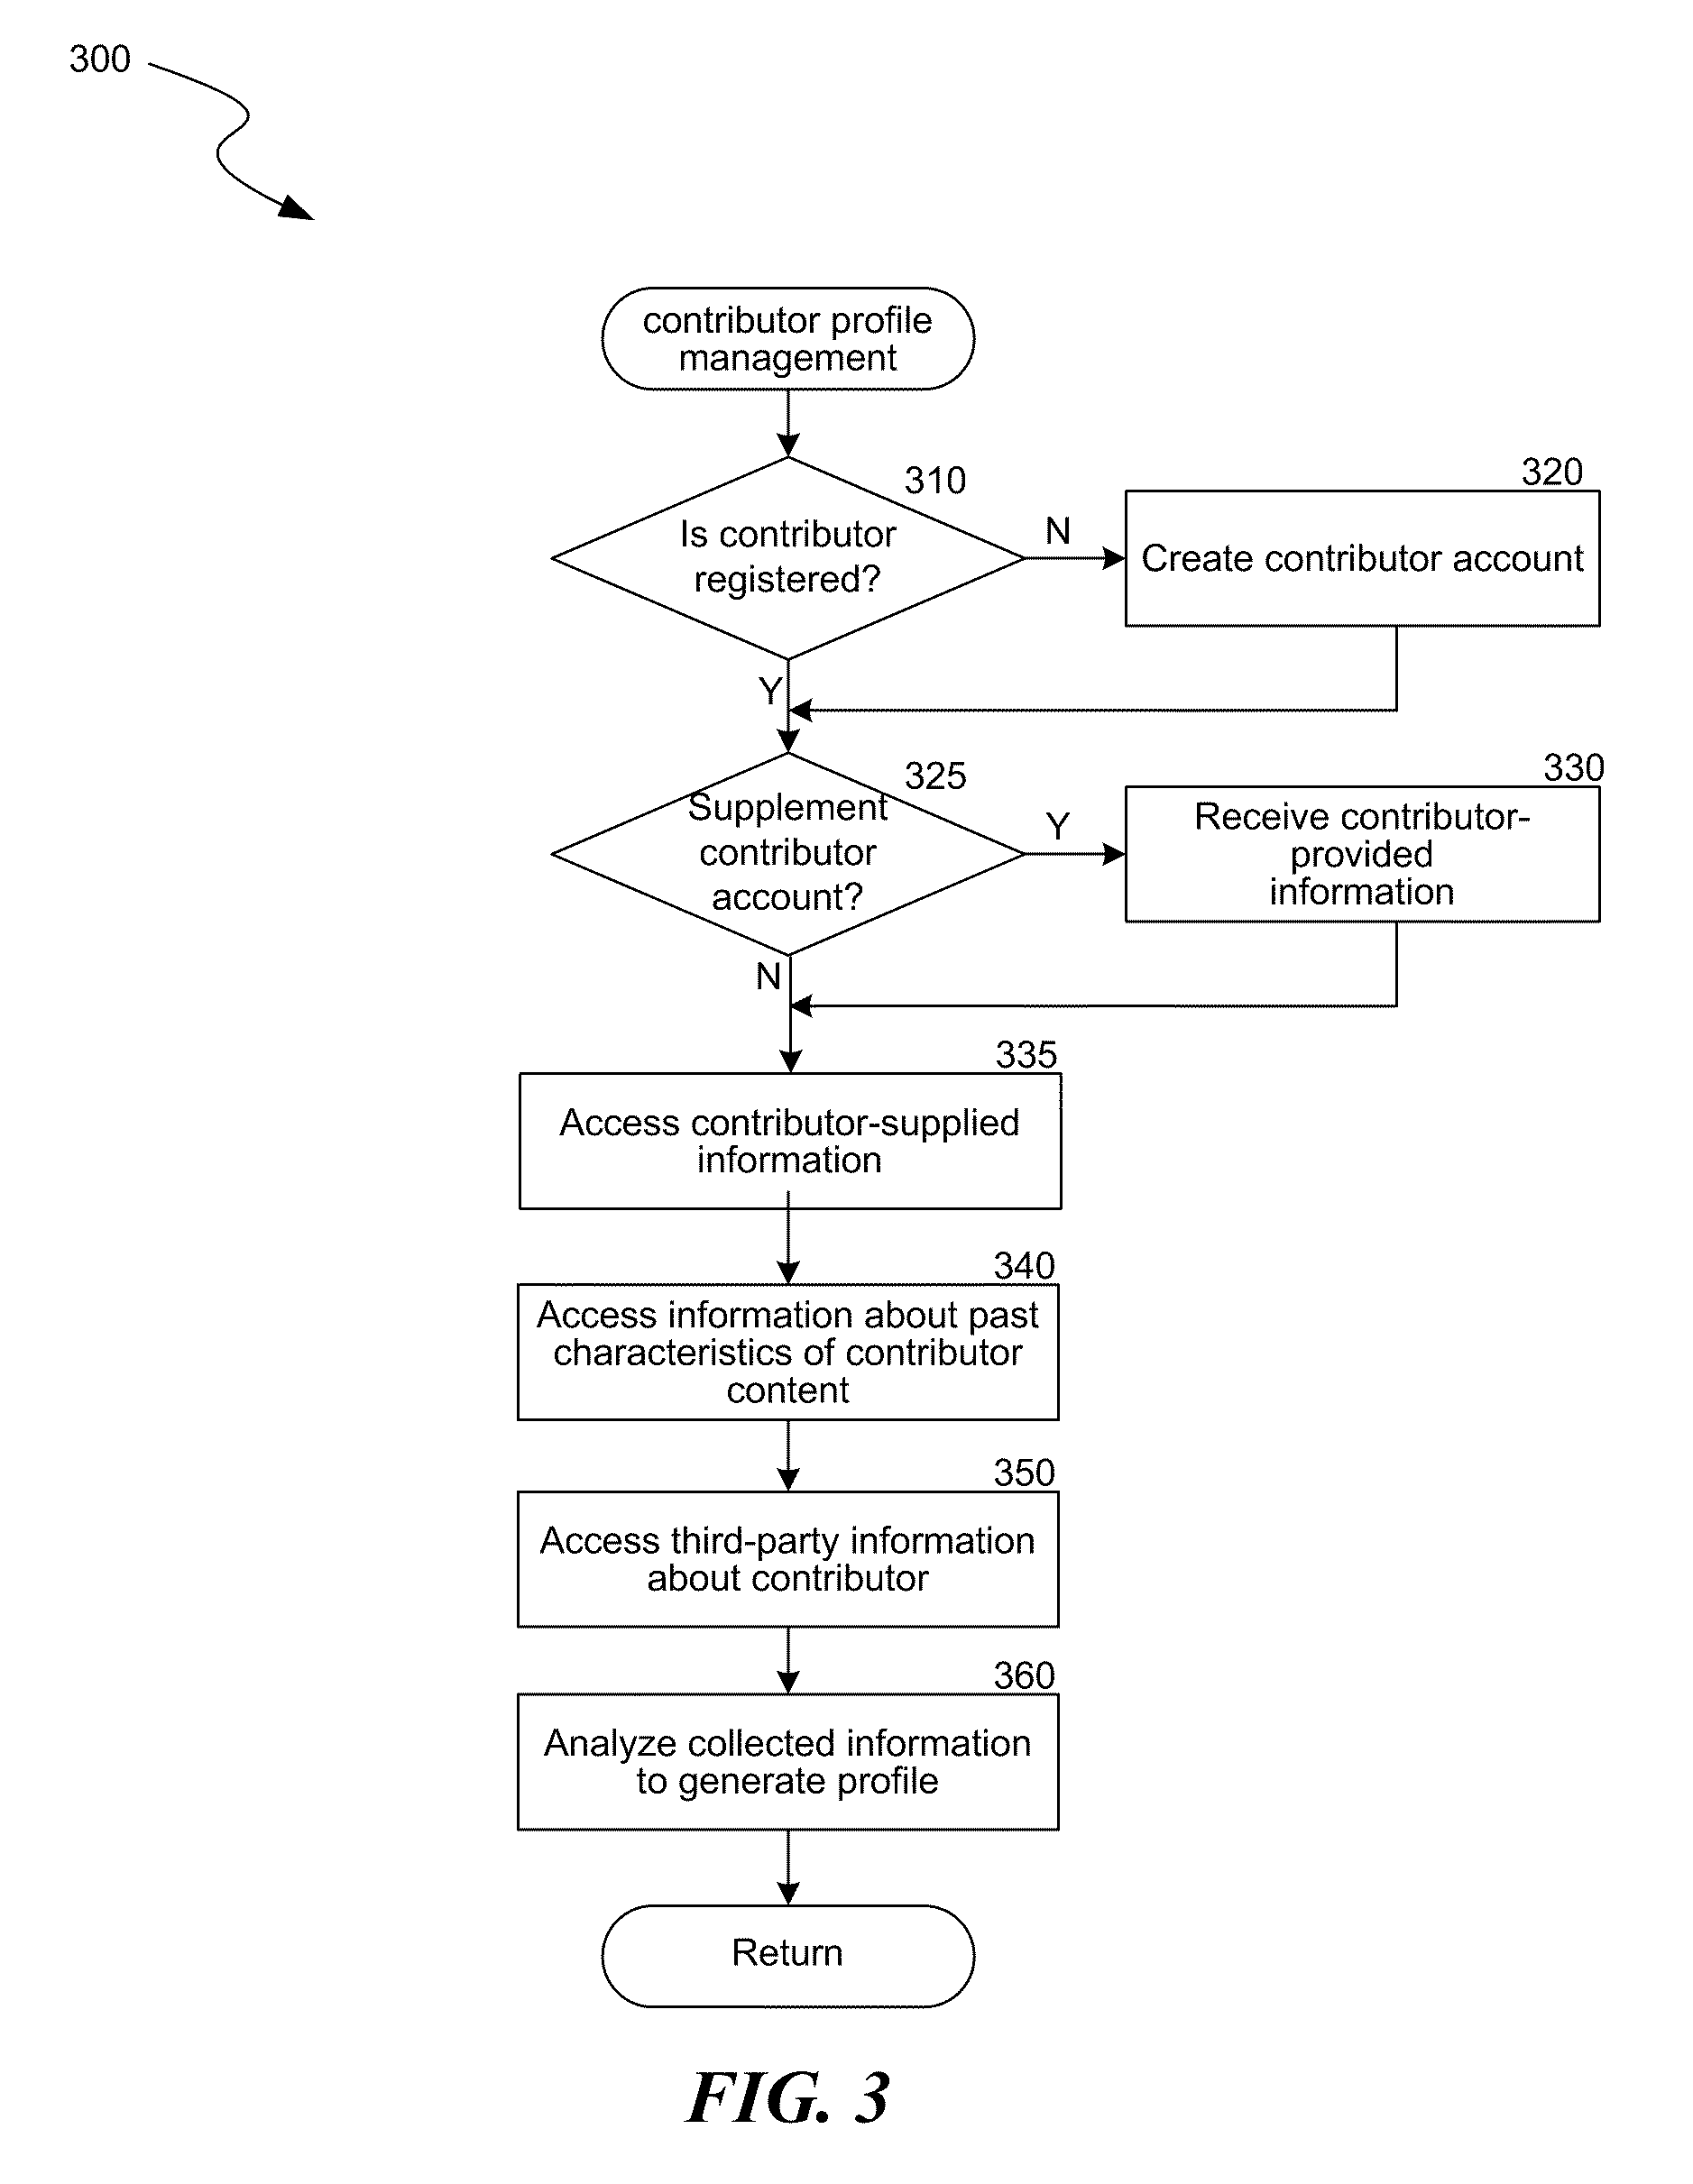 300
contributor profile
management
310
Is contributor
registered?
N
320
Create contributor account
Y
325
Supplement
contributor
account?
Y
330
Receive contributor-
provided
information
N
335
Access contributor-supplied
information
340
Access information about past
characteristics of contributor
content
350
Access third-party information
about contributor
360
Analyze collected information
to generate profile
Return
FIG. 3